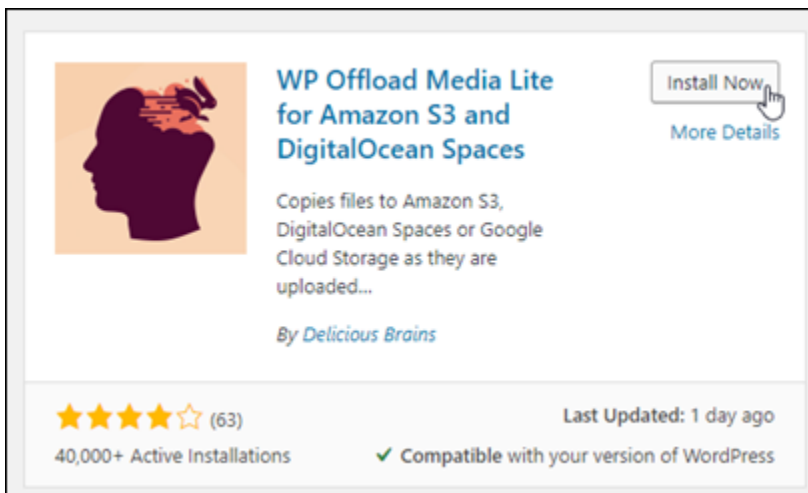 WP Offload Media Lite
for Amazon S3 and
DigitalOcean Spaces
Install Now
More Details
Copies files to Amazon S3,
DigitalOcean Spaces or Google
Cloud Storage as they are
uploaded...
By Delicious Brains
(63)
Last Updated: 1 day ago
40,000+ Active Installations
Compatible with your version of WordPress